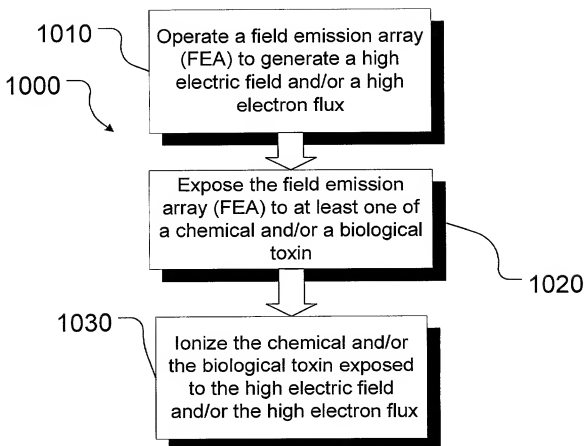 1010
Operate a field emission array
(FEA) to generate a high
electric field and/or a high
electron flux
1000
Expose the field emission
array (FEA) to at least one of
a chemical and/or a biological
toxin
1020
1030
Ionize the chemical and/or
the biological toxin exposed
to the high electric field
and/or the high electron flux